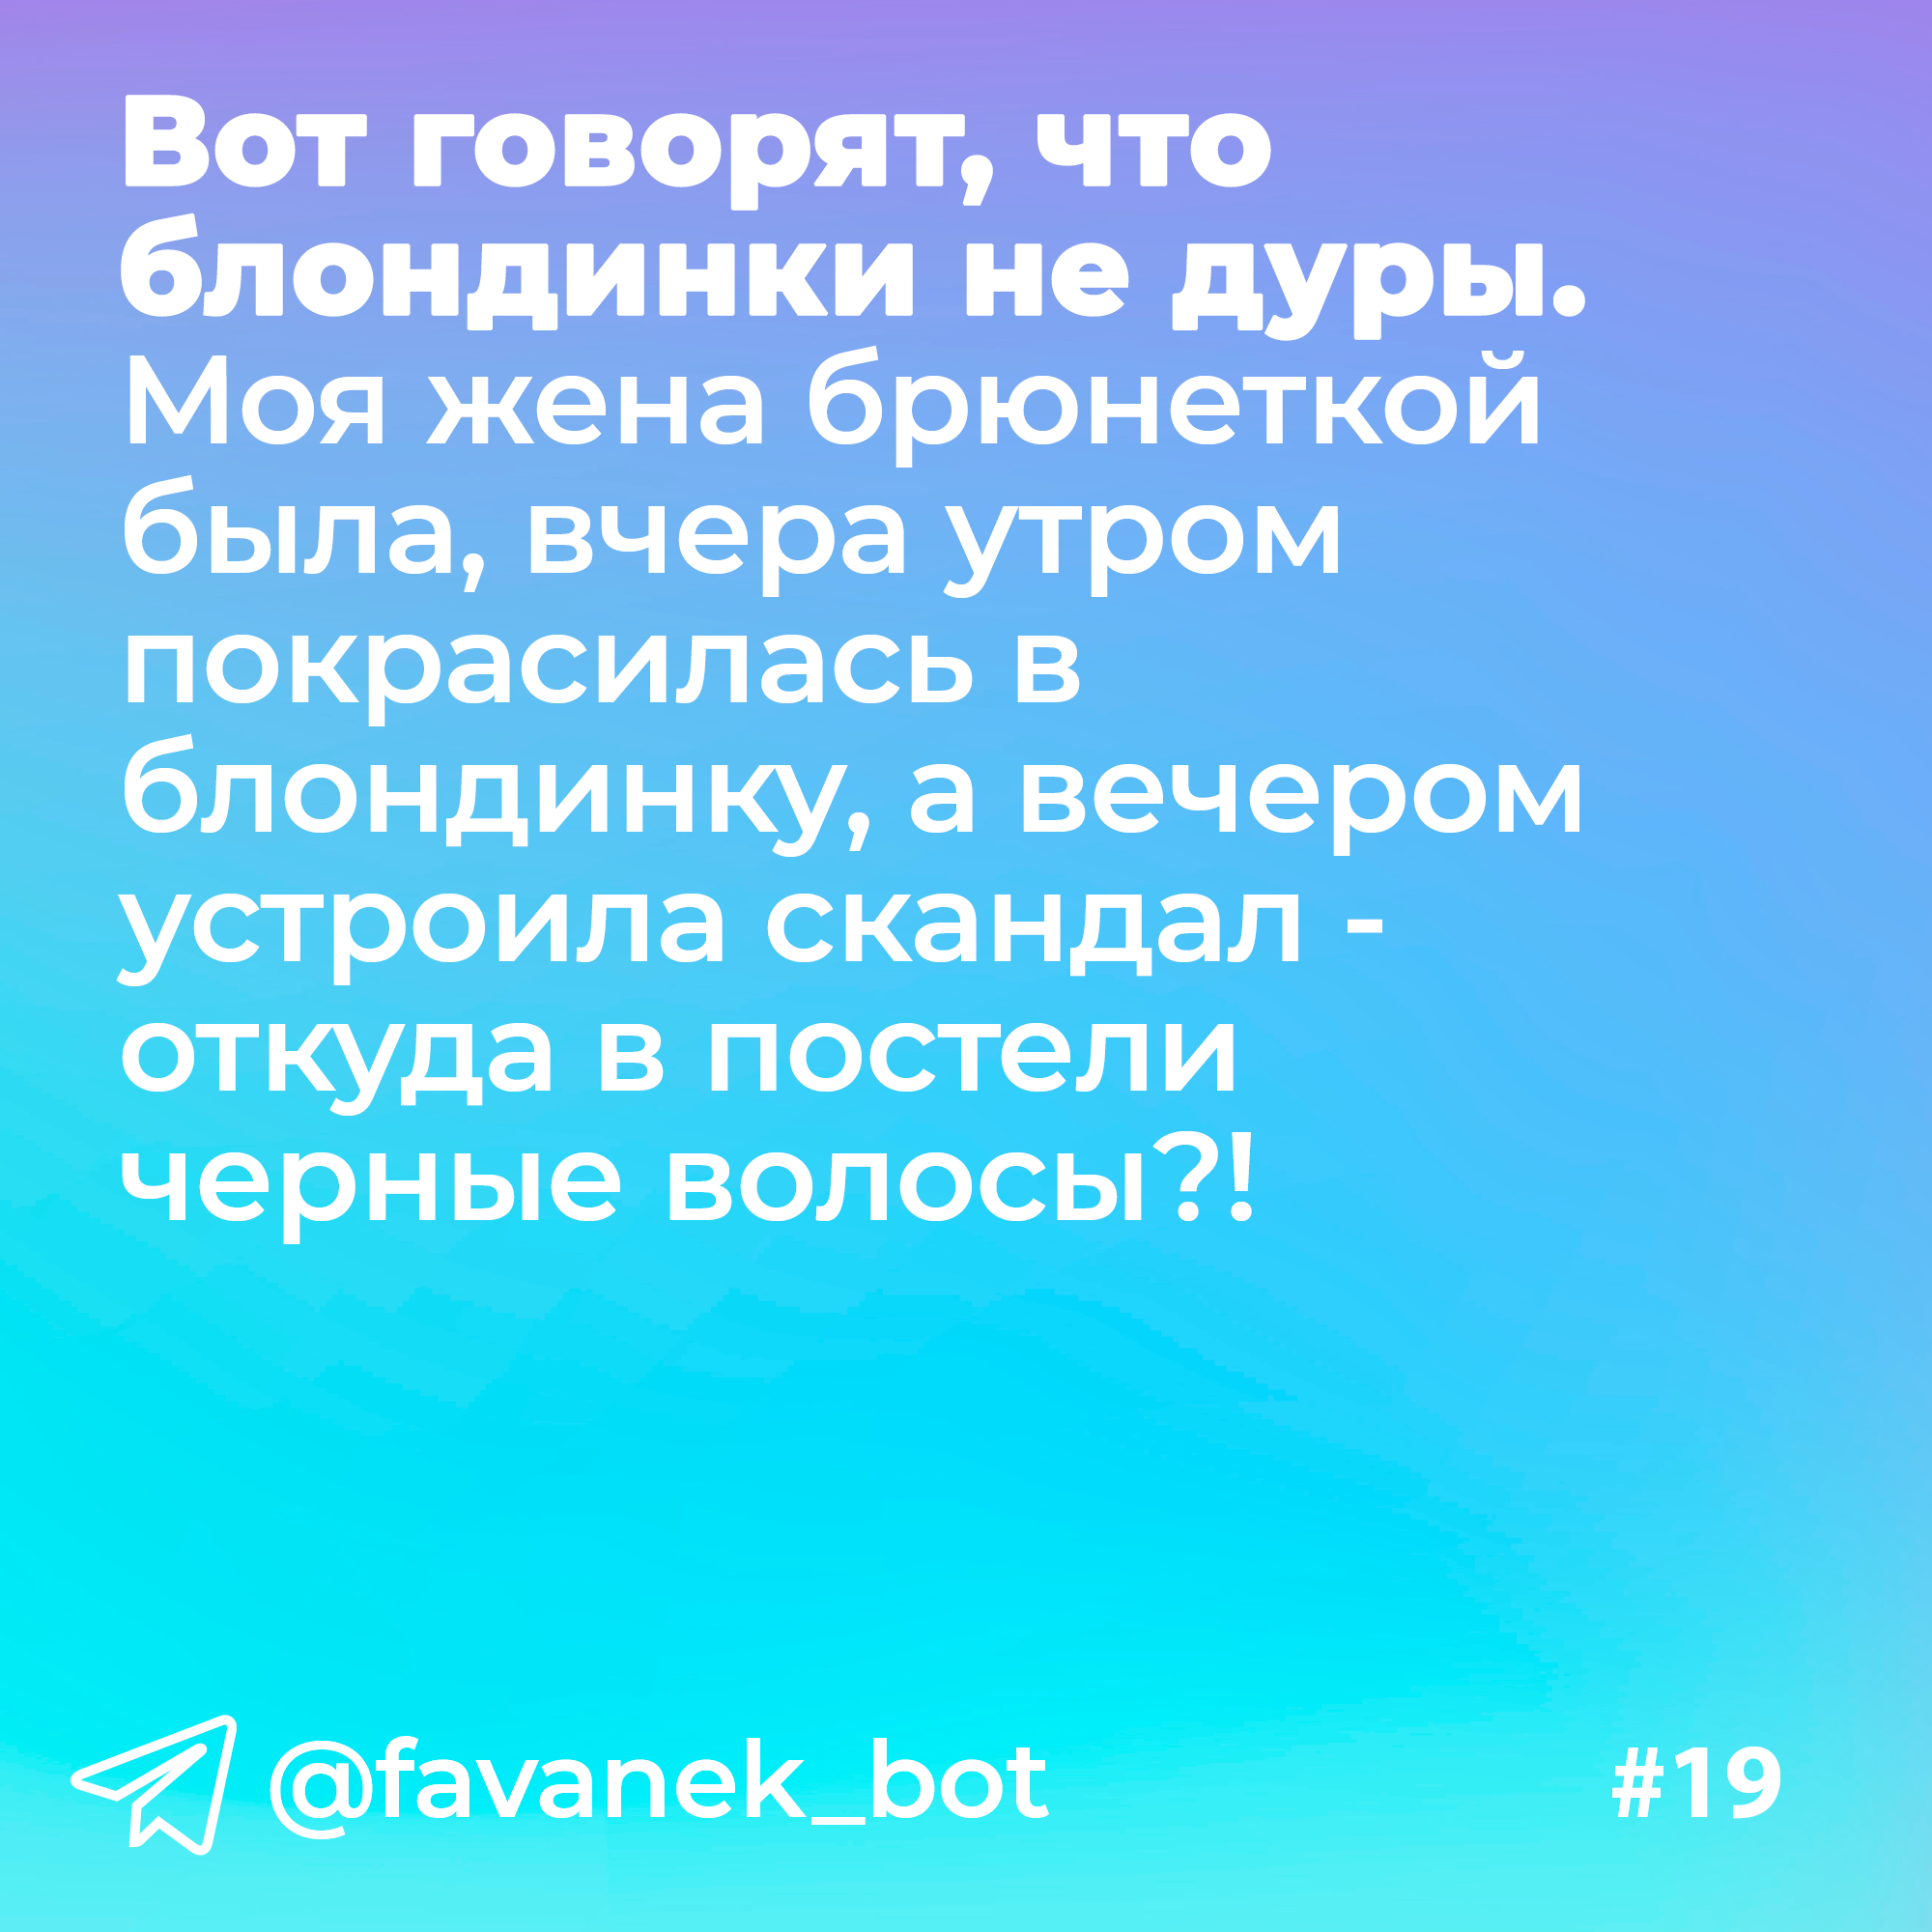 Вот говорят, что
блондинки не дуры.
Моя жена брюнеткой
была, вчера утром
покрасилась в
блондинку, а вечером
устроила скандал -
откуда в постели
черные волосы?!
@favanek_bot
#19